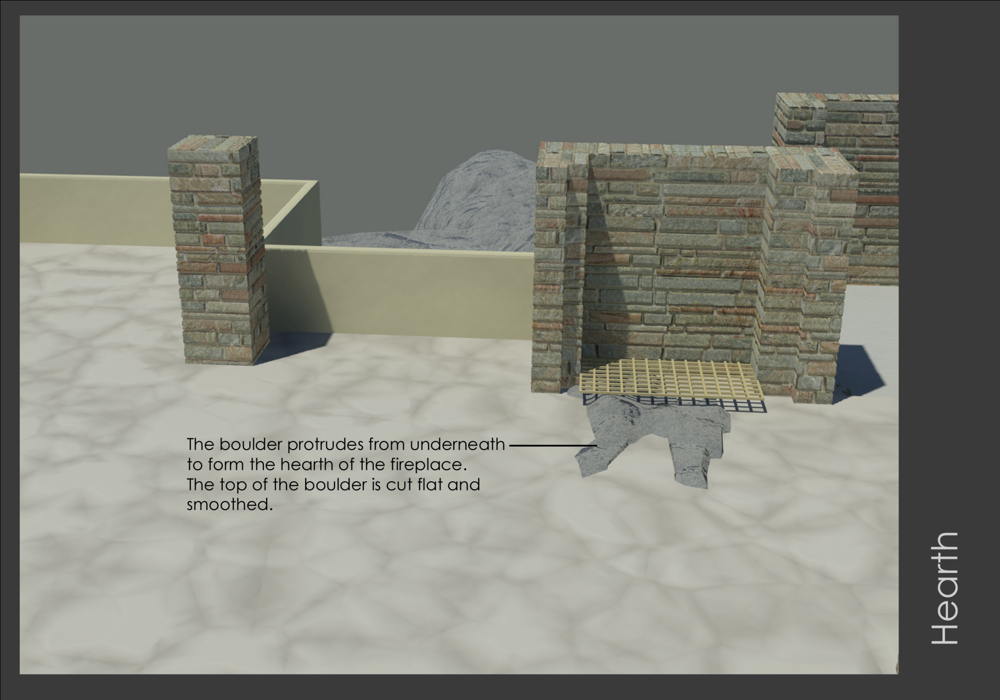 The boulder protrudes from underneath
to form the hearth of the fireplace.
The top of the boulder is cut flat and
smoothed.
Hearth